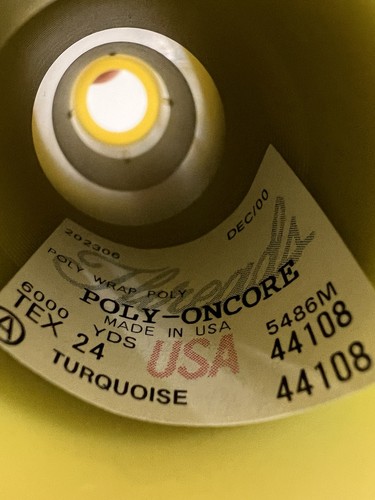 202306
DEC/00
Threads
POLY WRAP POLY
POLY-ONCORE
6000 YDS
MADE IN USA
5486M
TEX 24
USA
44108
A
TURQUOISE
44108